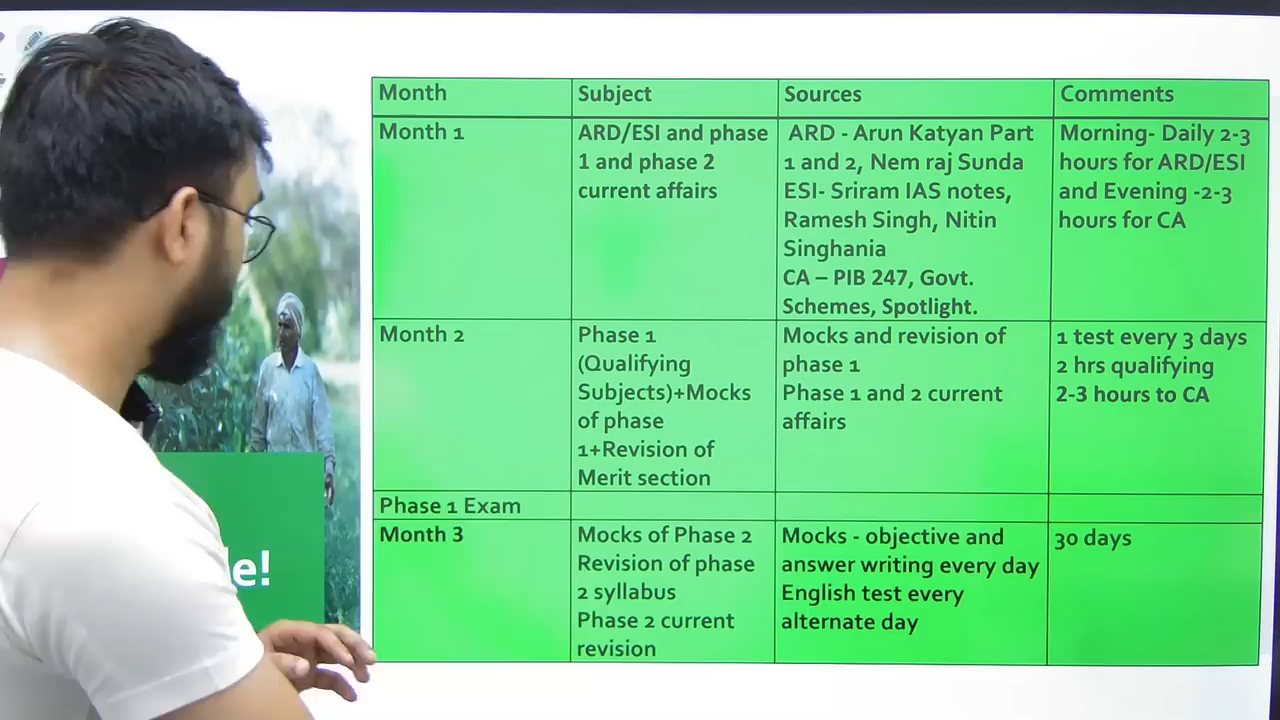 Month
Subject
Sources
Comments
Month 1
ARD/ESI and phase
1 and phase 2
current affairs
ARD - Arun Katyan Part
1 and 2, Nem raj Sunda
ESI- Sriram IAS notes,
Ramesh Singh, Nitin
Singhania
CA – PIB 247, Govt.
Schemes, Spotlight.
Morning- Daily 2-3
hours for ARD/ESI
and Evening -2-3
hours for CA
Month 2
Phase 1
(Qualifying
Subjects)+Mocks
of phase
1+Revision of
Merit section
Mocks and revision of
phase 1
Phase 1 and 2 current
affairs
1 test every 3 days
2 hrs qualifying
2-3 hours to CA
Phase 1 Exam
Month 3
Mocks of Phase 2
Revision of phase
2 syllabus
Phase 2 current
revision
Mocks - objective and
answer writing every day
English test every
alternate day
30 days
e!